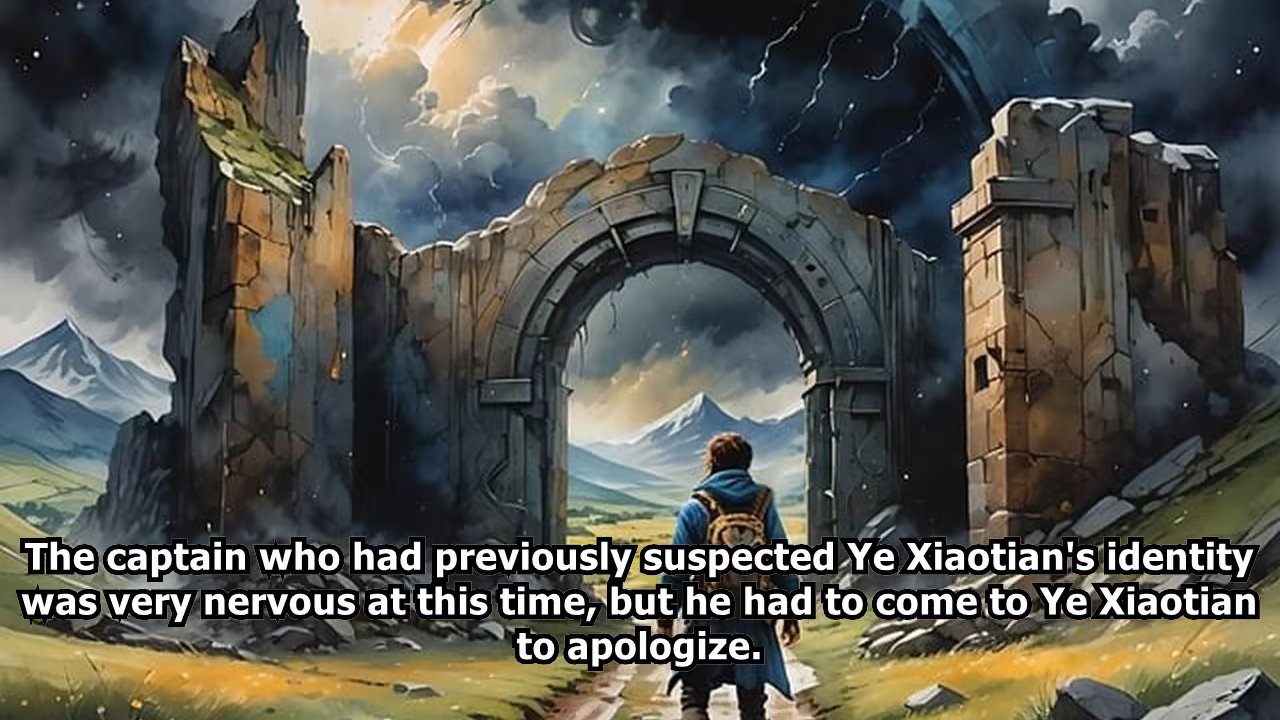 The captain who had previously suspected Ye Xiaotian's identity
was very nervous at this time, but he had to come to Ye Xiaotian
to apologize.